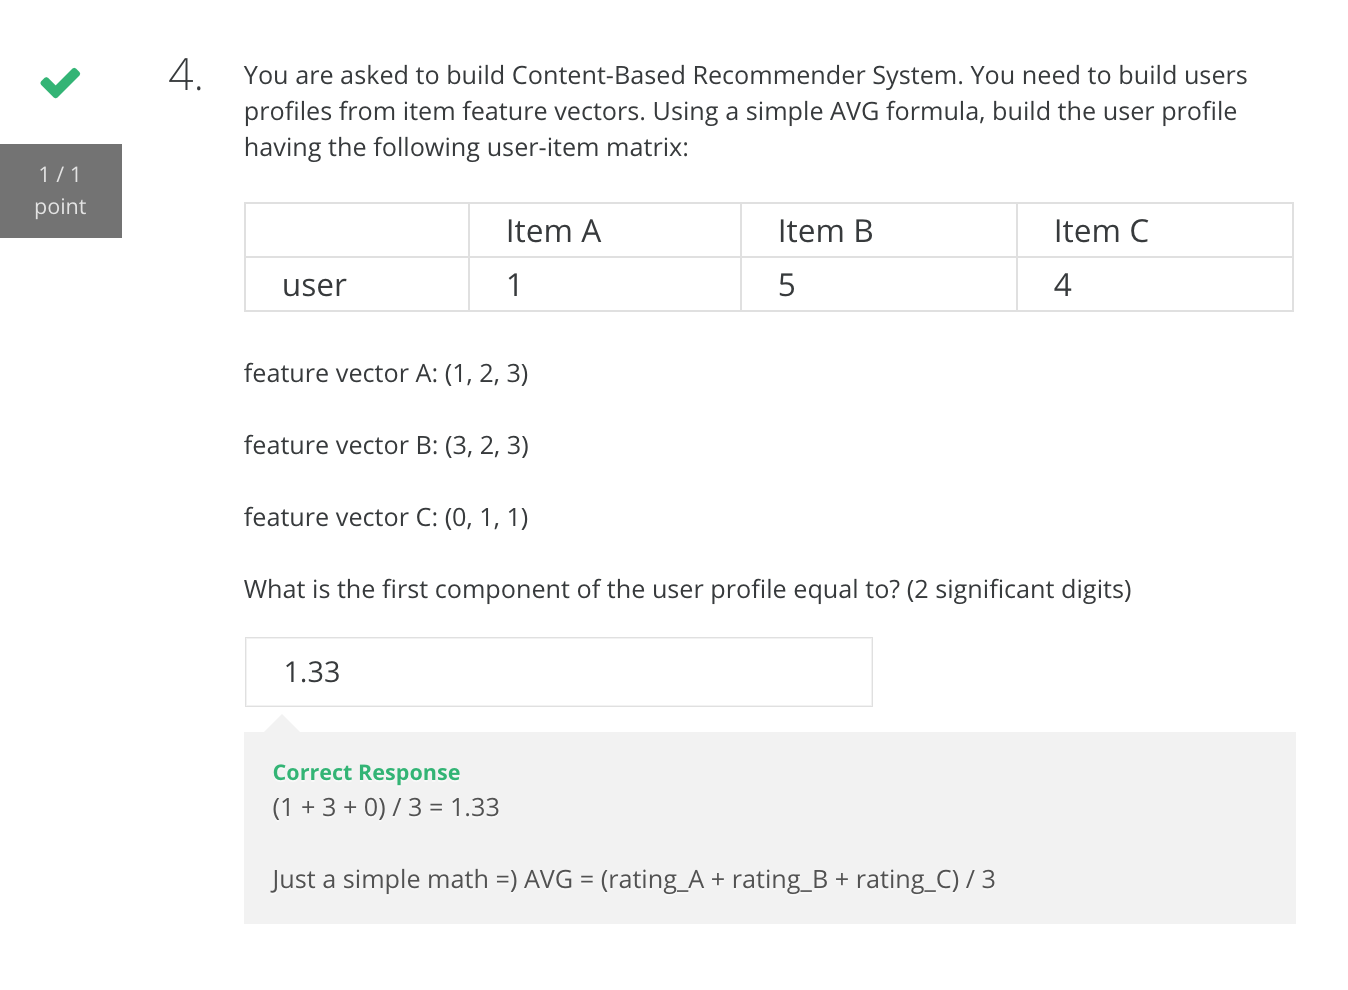 4.
You are asked to build Content-Based Recommender System. You need to build users
profiles from item feature vectors. Using a simple AVG formula, build the user profile
having the following user-item matrix:
1 / 1
point
Item A Item B Item C
user 1 5 4
feature vector A: (1, 2, 3)
feature vector B: (3, 2, 3)
feature vector C: (0, 1, 1)
What is the first component of the user profile equal to? (2 significant digits)
1.33
Correct Response
(1 + 3 + 0) / 3 = 1.33
Just a simple math =) AVG = (rating_A + rating_B + rating_C) / 3